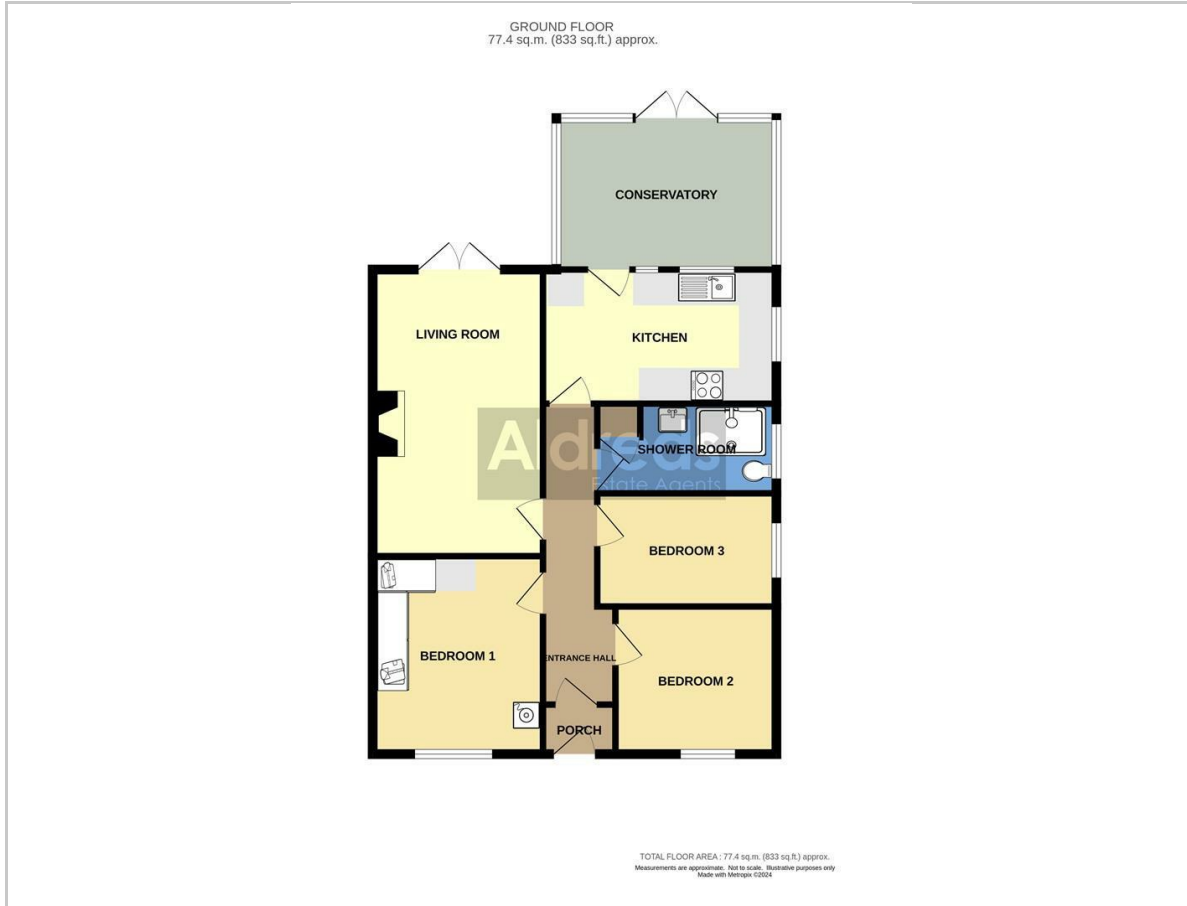 GROUND FLOOR
77.4 sq.m. (833 sq.ft.) approx.
CONSERVATORY
LIVING ROOM
KITCHEN
Aldreds
SHOWER ROOM
Estate Agents
BEDROOM 3
BEDROOM 1
ENTRANCE HALL
BEDROOM 2
PORCH
TOTAL FLOOR AREA : 77.4 sq.m. (833 sq.ft.) approx.
Measurements are approximate. Not to scale. Illustrative purposes only
Made with Metropix ©2024